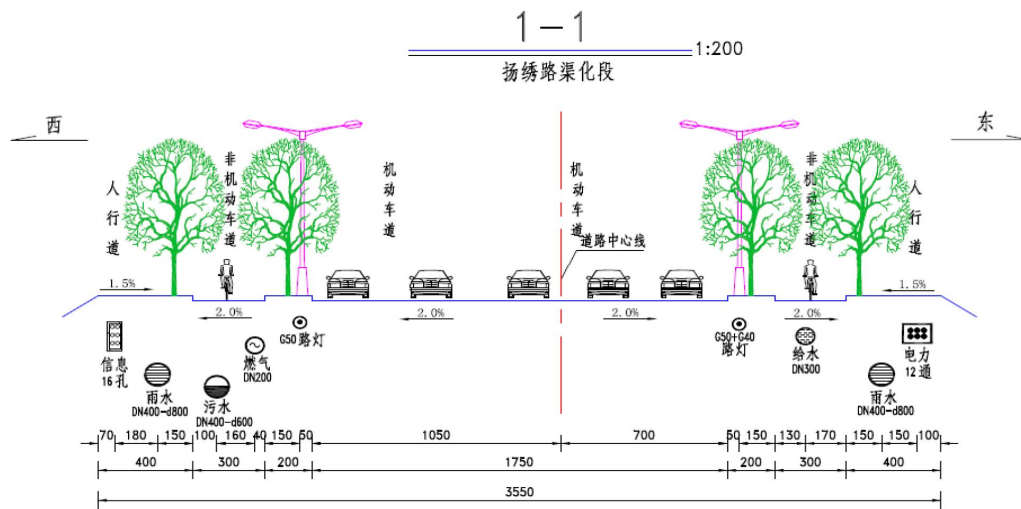 1-1
1:200
扬绣路渠化段
西
东
人行道
非机动车道
机动车道
机动车道
非机动车道
人行道
道路中心线
1.5%
2.0%
2.0%
2.0%
2.0%
1.5%
信息
16孔
雨水
DN400-d800
污水
DN400-d600
燃气
DN200
G50路灯
G50+G40
路灯
给水
DN300
电力
12通
雨水
DN400-d800
70 180 150 100 160 40 150 50 1050 700 50 150 130 170 150 150 100
400 300 200 1750 200 300 400
3550